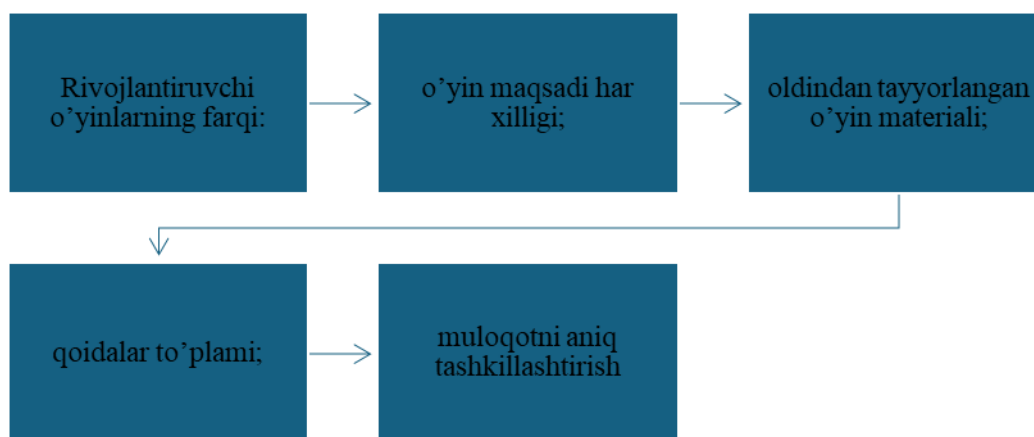 Rivojlantiruvchi
o’yinlarning farqi:
o’yin maqsadi har
xilligi;
oldindan tayyorlangan
o’yin materiali;
qoidalar to’plami;
muloqotni aniq
tashkillashtirish